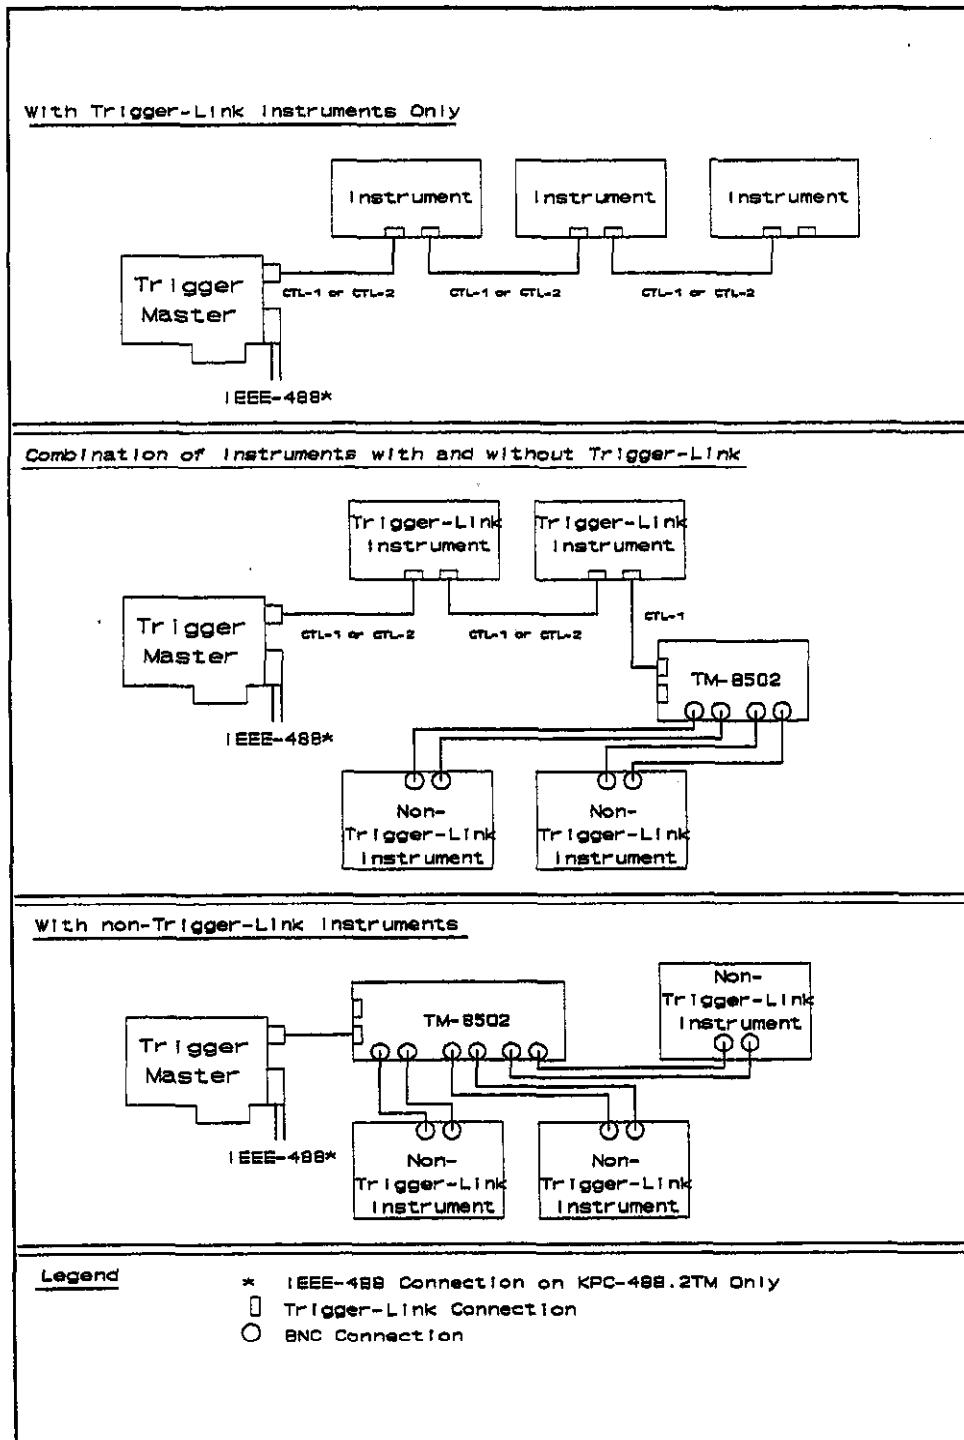 With Trigger-Link Instruments Only
Instrument
Instrument
Instrument
Trigger
Master
CTL-1 or CTL-2
CTL-1 or CTL-2
CTL-1 or CTL-2
IEEE-488*
Combination of Instruments with and without Trigger-Link
Trigger-Link
Instrument
Trigger-Link
Instrument
Trigger
Master
CTL-1 or CTL-2
CTL-1 or CTL-2
CTL-1
TM-8502
IEEE-488*
Non-
Trigger-Link
Instrument
Non-
Trigger-Link
Instrument
With non-Trigger-Link Instruments
Non-
Trigger-Link
Instrument
TM-8502
Trigger
Master
IEEE-488*
Non-
Trigger-Link
Instrument
Non-
Trigger-Link
Instrument
Legend
* IEEE-488 Connection on KPC-488.2TM Only
Trigger-Link Connection
BNC Connection